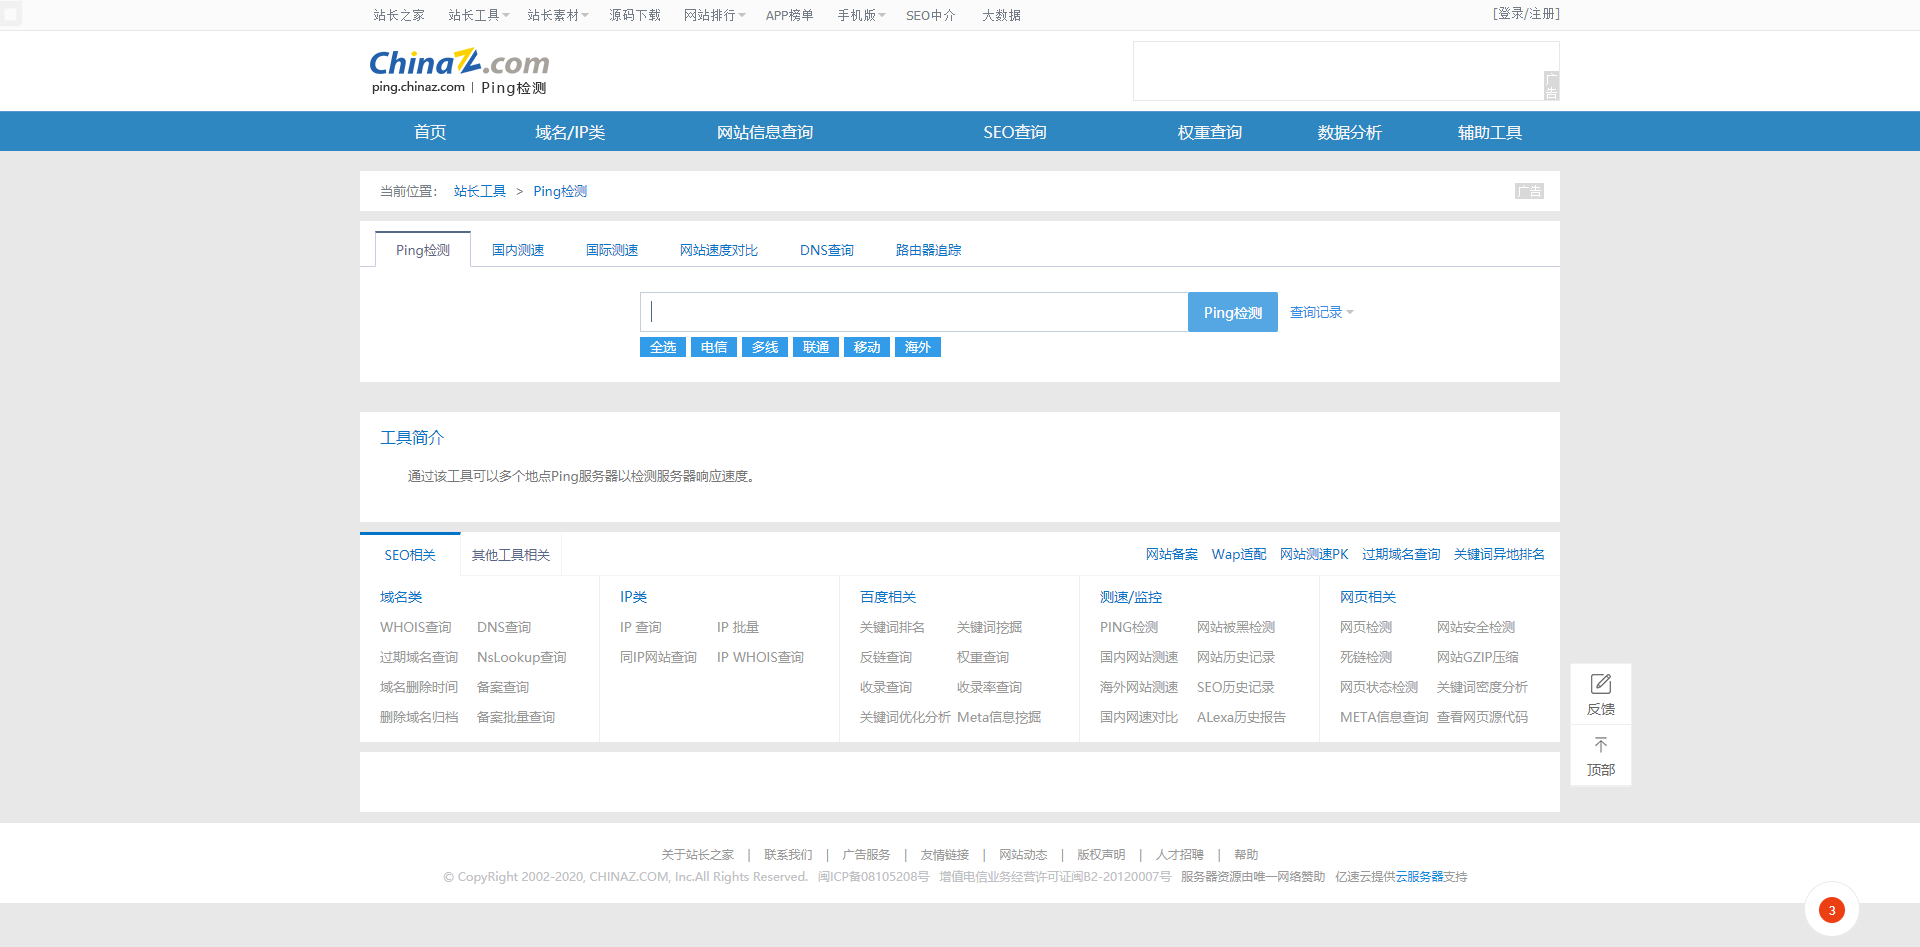 站长之家 站长工具 站长素材 源码下载 网站排行 APP榜单 手机版 SEO中介 大数据 [登录/注册]
ChinaZ.com
ping.chinaz.com | Ping检测
广告
首页 域名/IP类 网站信息查询 SEO查询 权重查询 数据分析 辅助工具
当前位置： 站长工具 > Ping检测 广告
Ping检测 国内测速 国际测速 网站速度对比 DNS查询 路由器追踪
Ping检测 查询记录
全选 电信 多线 联通 移动 海外
工具简介
通过该工具可以多个地点Ping服务器以检测服务器响应速度。
SEO相关 其他工具相关 网站备案 Wap适配 网站测速PK 过期域名查询 关键词异地排名
域名类 IP类 百度相关 测速/监控 网页相关
WHOIS查询 DNS查询 IP 查询 IP 批量 关键词排名 关键词挖掘 PING检测 网站被黑检测 网页检测 网站安全检测
过期域名查询 NsLookup查询 同IP网站查询 IP WHOIS查询 反链查询 权重查询 国内网站测速 网站历史记录 死链检测 网站GZIP压缩
域名删除时间 备案查询 收录查询 收录率查询 海外网站测速 SEO历史记录 网页状态检测 关键词密度分析
删除域名归档 备案批量查询 关键词优化分析 Meta信息挖掘 国内网速对比 ALexa历史报告 META信息查询 查看网页源代码
反馈
顶部
关于站长之家 | 联系我们 | 广告服务 | 友情链接 | 网站动态 | 版权声明 | 人才招聘 | 帮助
© CopyRight 2002-2020, CHINAZ.COM, Inc.All Rights Reserved. 闽ICP备08105208号 增值电信业务经营许可证闽B2-20120007号 服务器资源由唯一网络赞助 亿速云提供云服务器支持
3